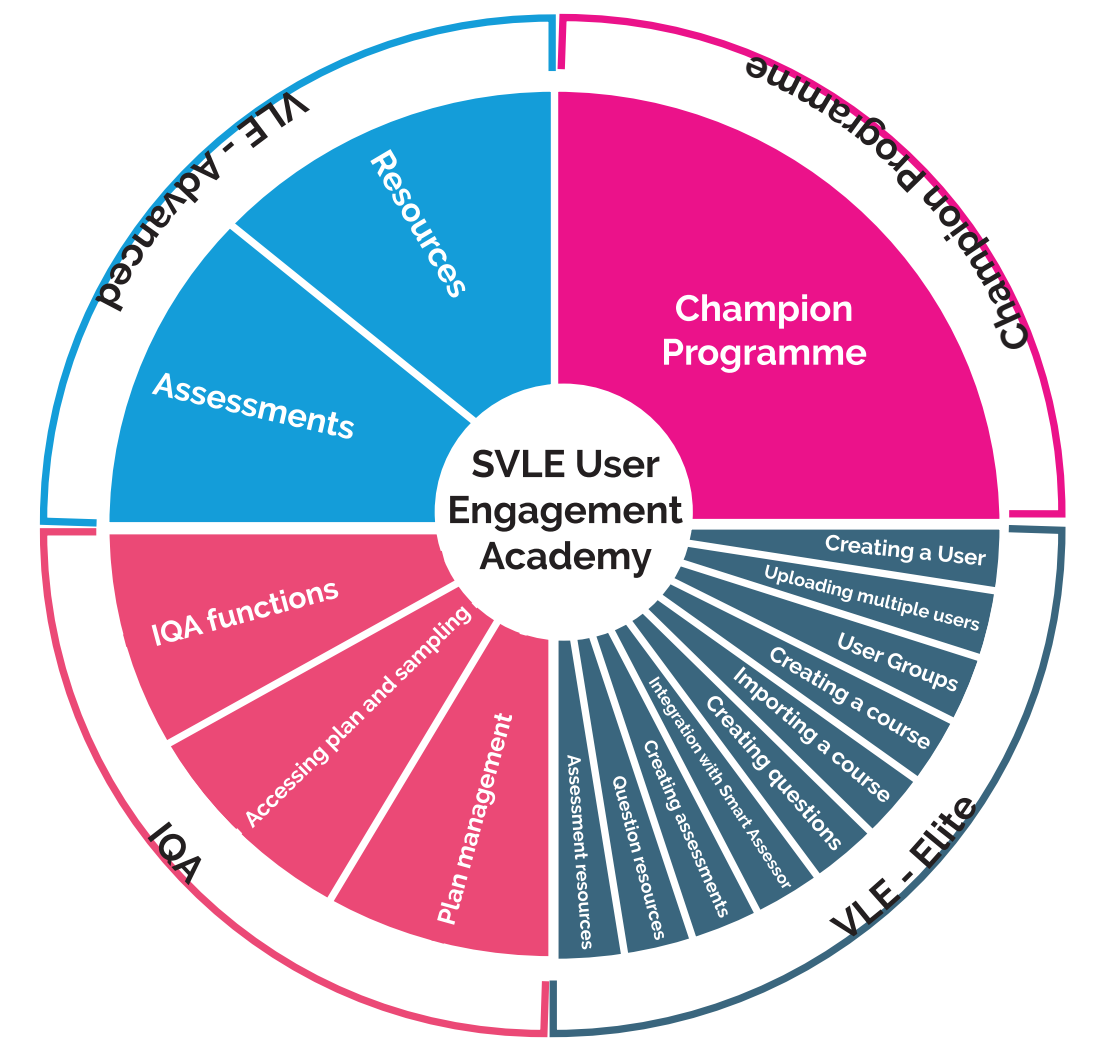 SVLE User
Engagement
Academy
Champion Programme
Champion
Programme
VLE - Elite
Creating a User
Uploading multiple users
User Groups
Creating a course
Importing a course
Creating questions
Integration with Smart Assessor
Creating assessments
Question resources
Assessment resources
IQA
Plan management
Accessing plan and sampling
IQA functions
VLE - Advanced
Assessments
Resources